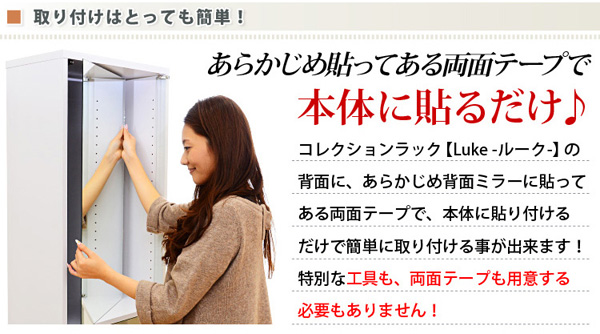 取り付けはとっても簡単！
あらかじめ貼ってある両面テープで
本体に貼るだけ♪
コレクションラック【Luke -ルーク-】の
背面に、あらかじめ背面ミラーに貼って
ある両面テープで、本体に貼り付ける
だけで簡単に取り付ける事が出来ます！
特別な工具も、両面テープも用意する
必要もありません！